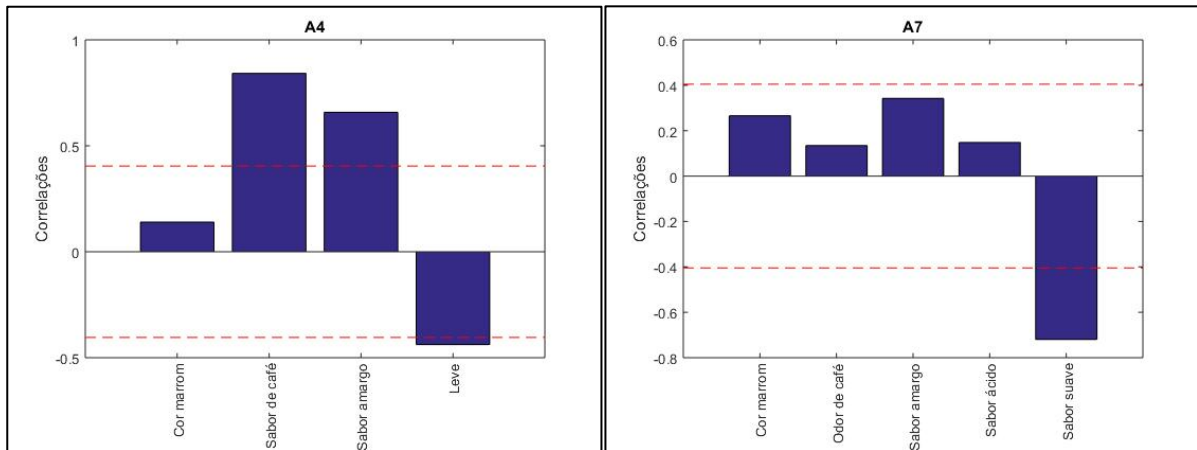 A4
1
0.5
0
-0.5
Correlações
Cor marrom
Sabor de café
Sabor amargo
Leve
A7
0.6
0.4
0.2
0
-0.2
-0.4
-0.6
-0.8
Correlações
Cor marrom
Odor de café
Sabor amargo
Sabor ácido
Sabor suave